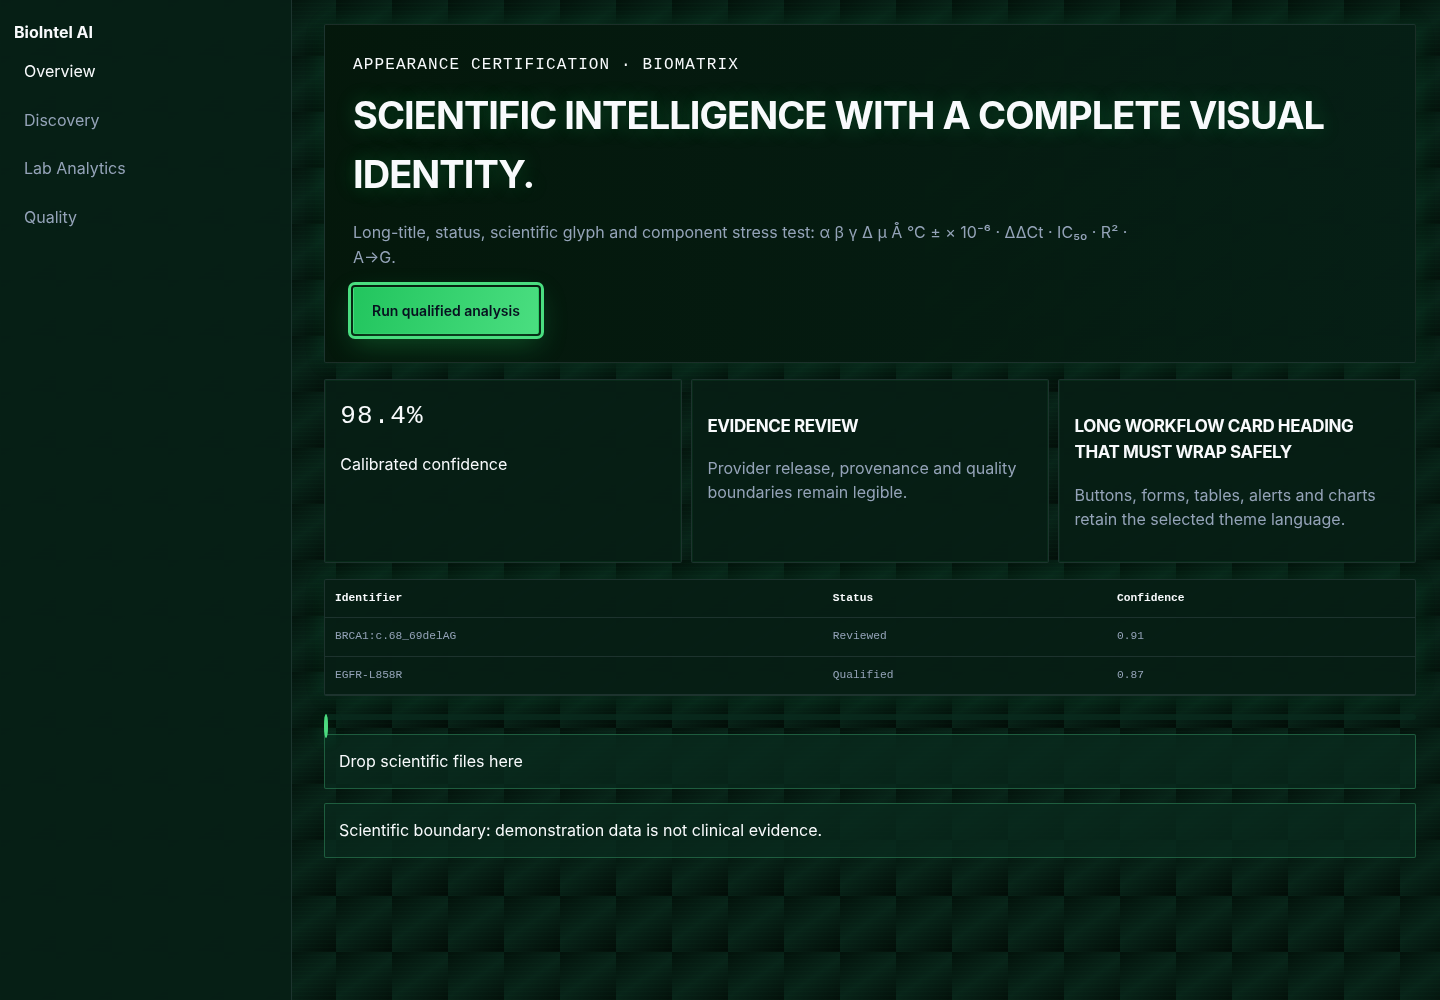 BioIntel AI
Overview
Discovery
Lab Analytics
Quality
APPEARANCE CERTIFICATION · BIOMATRIX
SCIENTIFIC INTELLIGENCE WITH A COMPLETE VISUAL
IDENTITY.
Long-title, status, scientific glyph and component stress test: α β γ Δ μ Å °C ± × 10⁻⁶ · ΔΔCt · IC₅₀ · R² ·
A→G.
Run qualified analysis
98.4%
Calibrated confidence
EVIDENCE REVIEW
Provider release, provenance and quality
boundaries remain legible.
LONG WORKFLOW CARD HEADING
THAT MUST WRAP SAFELY
Buttons, forms, tables, alerts and charts
retain the selected theme language.
Identifier Status Confidence
BRCA1:c.68_69delAG Reviewed 0.91
EGFR-L858R Qualified 0.87
Drop scientific files here
Scientific boundary: demonstration data is not clinical evidence.